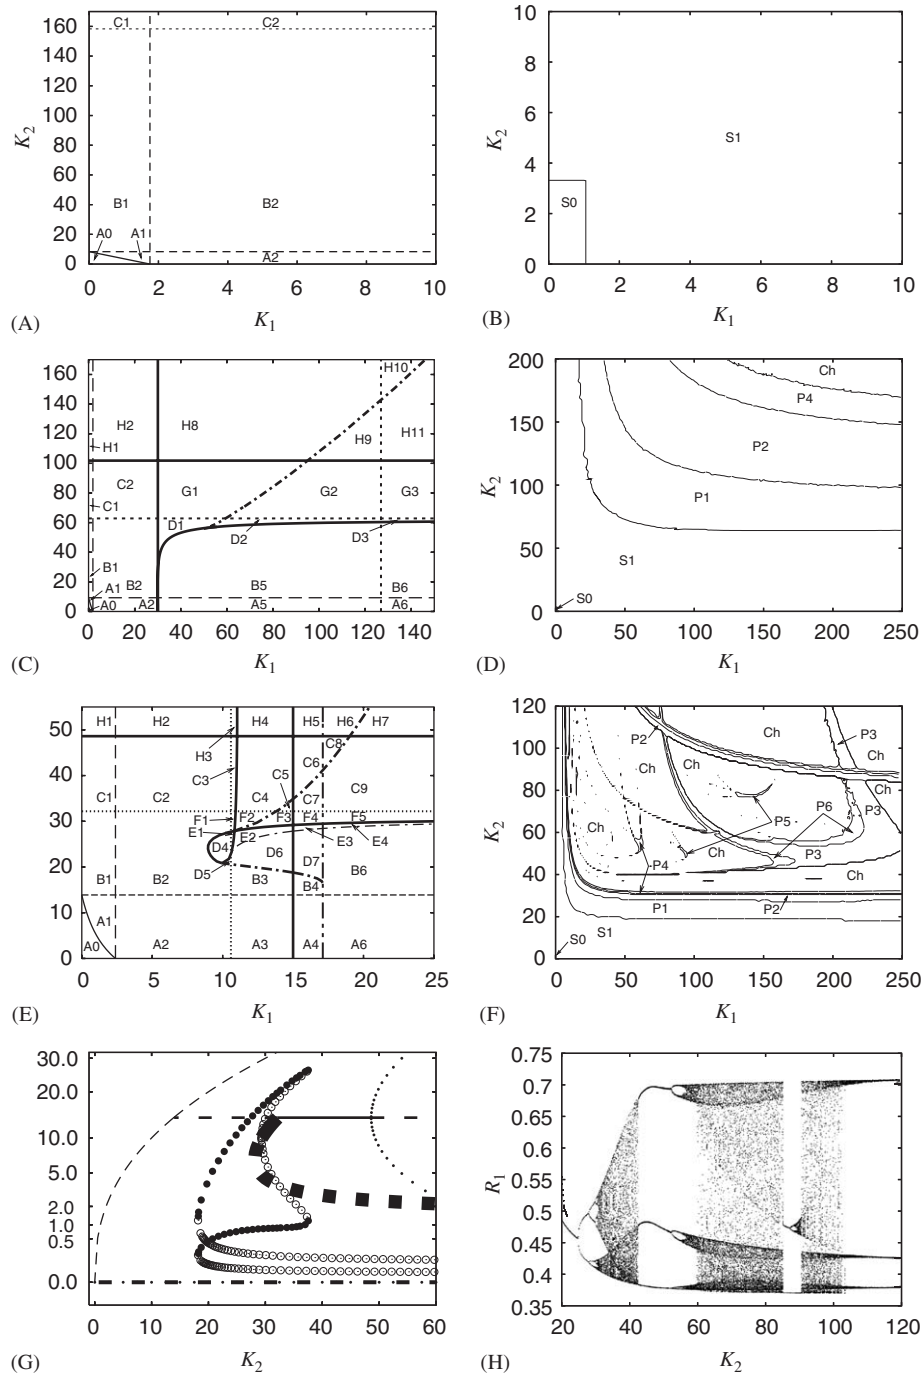 C1 C2
160
140
120
100
80
60
40
20
0
K2
B1 B2
A0 A1
A2
0 2 4 6 8 10
K1
(A)
10
8
6
4
2
0
K2
S1
S0
0 2 4 6 8 10
K1
(B)
160
140
120
100
80
60
40
20
0
K2
H10
H2 H8 H9 H11
H1
C2 G1 G2 G3
C1
D1 D2 D3
B1
A1 B2 B5 B6
A0 A2 A5 A6
0 20 40 60 80 100 120 140
K1
(C)
200
150
100
50
0
K2
Ch
P4
P2
P1
S1
S0
0 50 100 150 200 250
K1
(D)
50
40
30
20
10
0
K2
H1 H2 H4 H5 H6 H7
H3
C8
C3 C5 C6
C1 C2 C4 C7 C9
F1 F2 F3 F4 F5
E1 E2 E3 E4
D4 D6
D5 D7
B1 B2 B3 B4 B6
A1
A0 A2 A3 A4 A6
0 5 10 15 20 25
K1
(E)
120
100
80
60
40
20
0
K2
Ch P3
P2 Ch
Ch Ch
P6 P3
Ch P5
Ch P3
P4 Ch
P1 P2
S1
S0
0 50 100 150 200 250
K1
(F)
30.0
20.0
10.0
5.0
2.0
1.0
0.5
0.0
0 10 20 30 40 50 60
K2
(G)
0.75
0.7
0.65
0.6
0.55
0.5
0.45
0.4
0.35
R1
20 40 60 80 100 120
K2
(H)